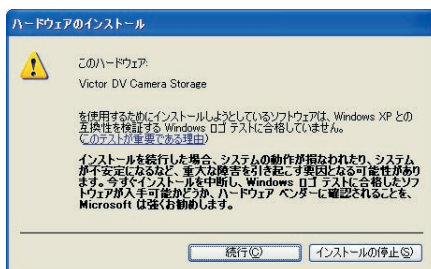 ハードウェアのインストール
このハードウェア:
Victor DV Camera Storage
を使用するためにインストールしようとしているソフトウェアは、Windows XP との
互換性を検証する Windows ロゴ テストに合格していません。
(このテストが重要である理由)
インストールを続行した場合、システムの動作が損なわれたり、システム
が不安定になるなど、重大な障害を引き起こす要因となる可能性があり
ます。今すぐインストールを中断し、Windows ロゴ テストに合格したソフ
トウェアが入手可能かどうか、ハードウェア ベンダーに確認されることを、
Microsoft は強くお勧めします。
続行(C)
インストールの停止(S)